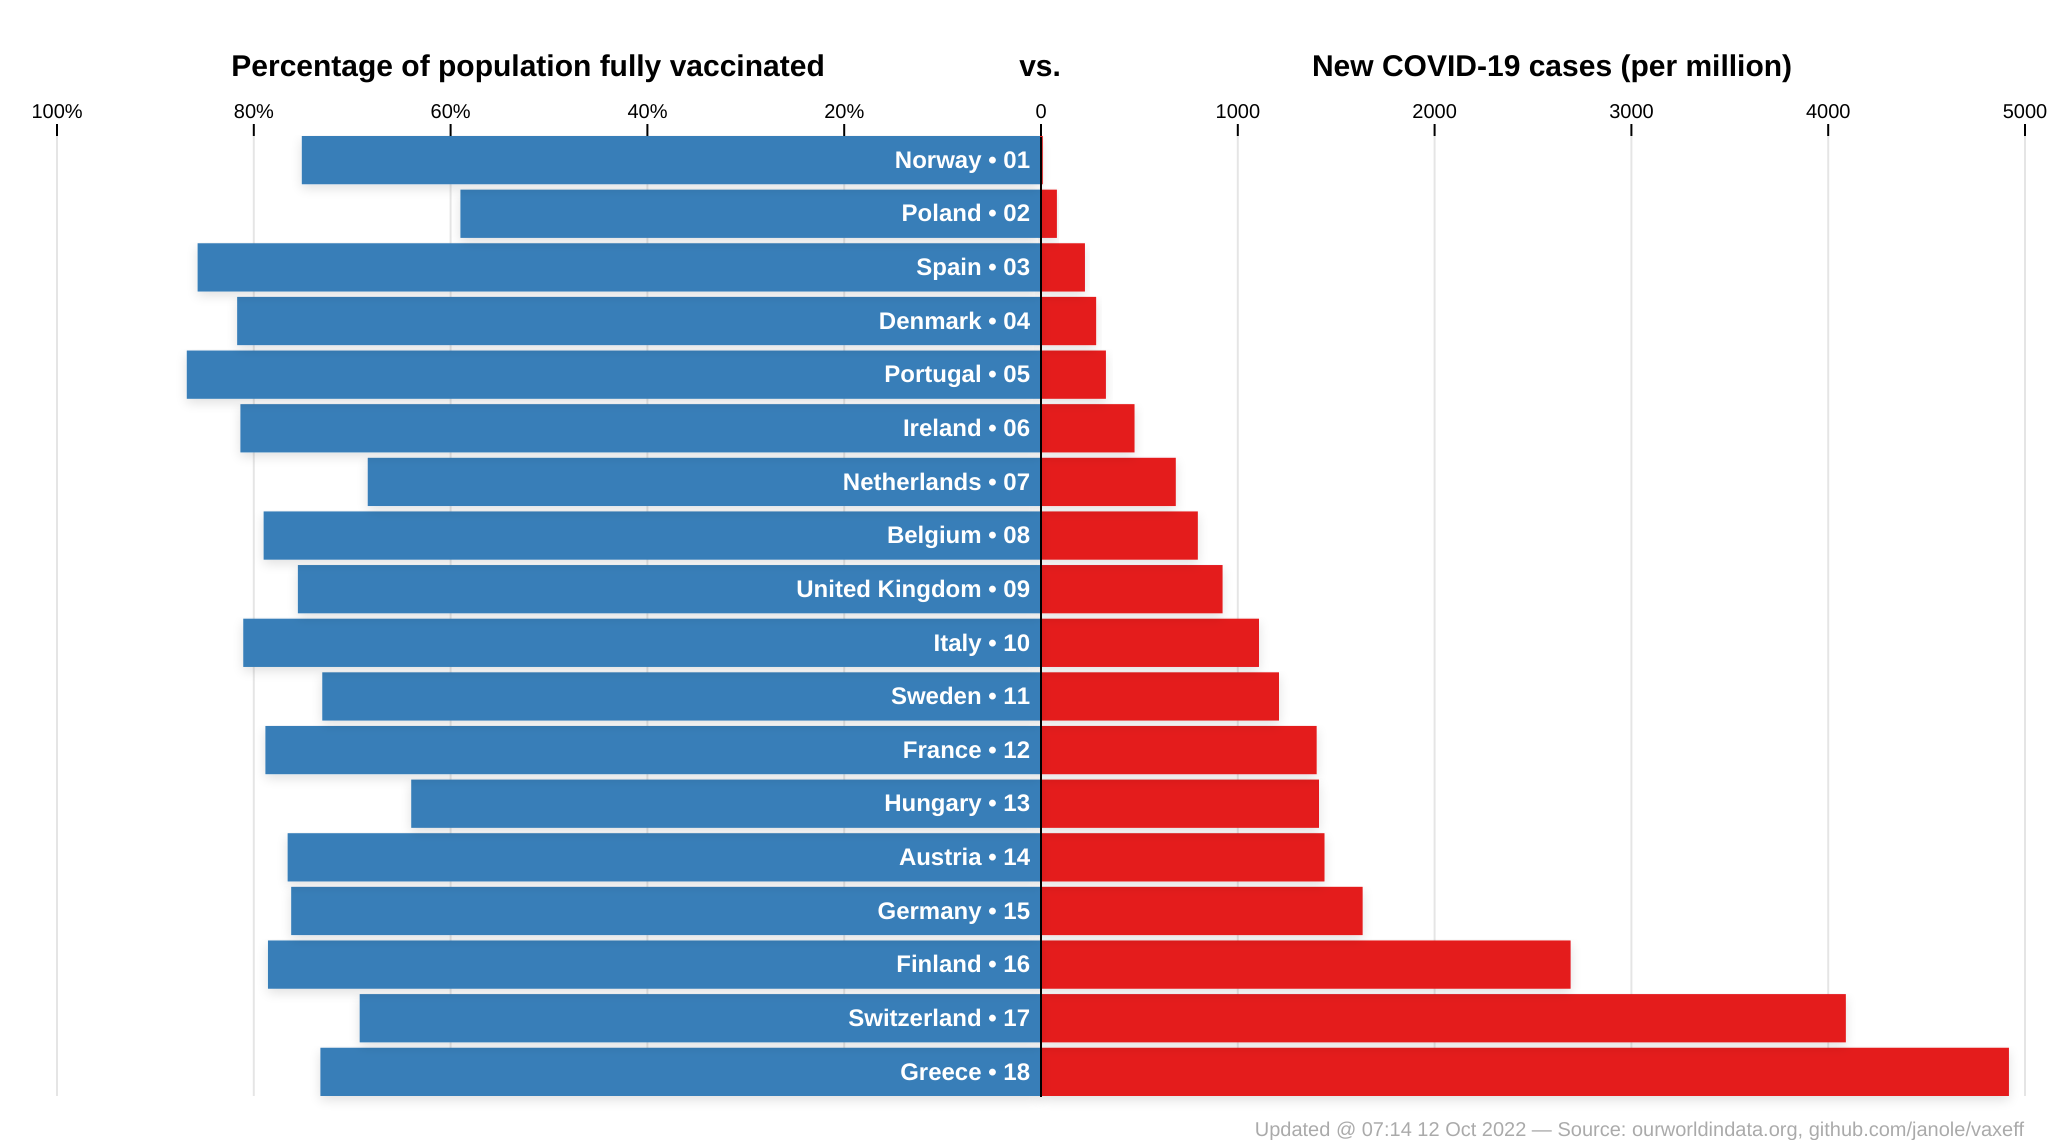 Percentage of population fully vaccinated vs. New COVID-19 cases (per million)
100% 80% 60% 40% 20% 0 1000 2000 3000 4000 5000
Norway • 01
Poland • 02
Spain • 03
Denmark • 04
Portugal • 05
Ireland • 06
Netherlands • 07
Belgium • 08
United Kingdom • 09
Italy • 10
Sweden • 11
France • 12
Hungary • 13
Austria • 14
Germany • 15
Finland • 16
Switzerland • 17
Greece • 18
Updated @ 07:14 12 Oct 2022 — Source: ourworldindata.org, github.com/janole/vaxeff